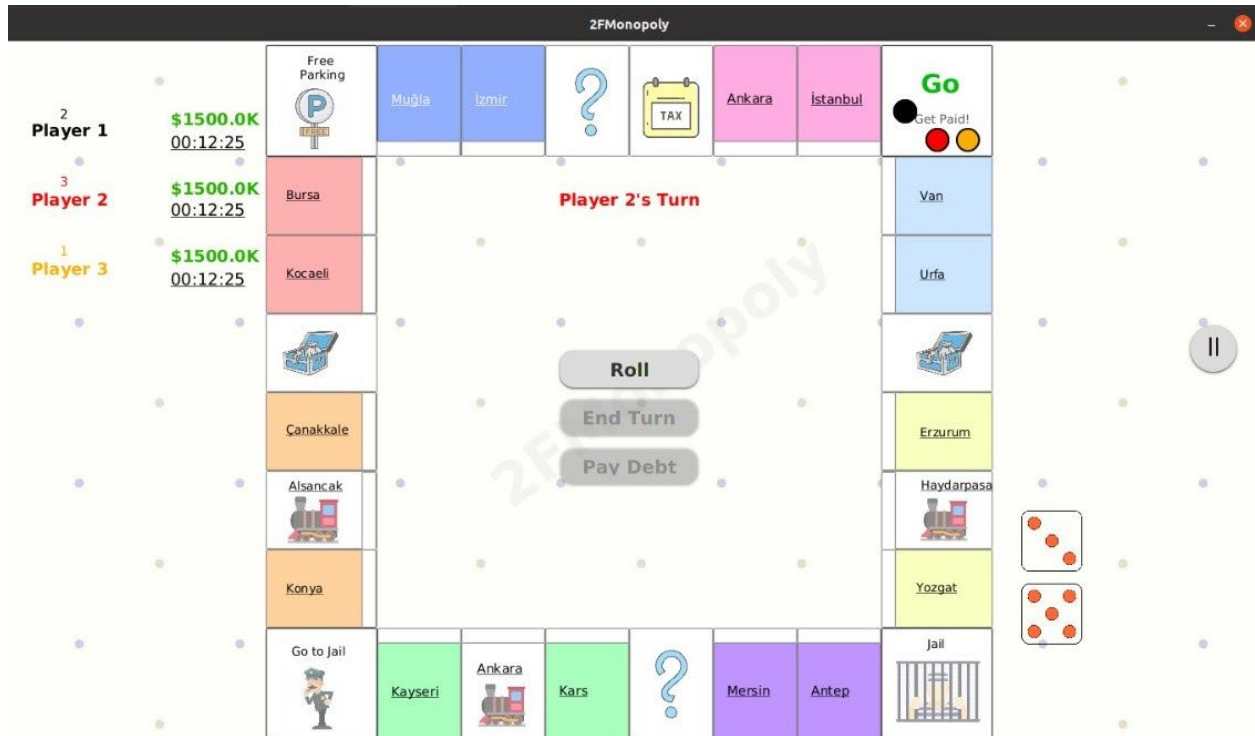 2FMonopoly
2
Player 1
$1500.0K
00:12:25
3
Player 2
$1500.0K
00:12:25
1
Player 3
$1500.0K
00:12:25
Free
Parking
P
FREE
Muğla
İzmir
?
TAX
Ankara
İstanbul
Go
Get Paid!
Bursa
Kocaeli
Çanakkale
Alsancak
Konya
Player 2's Turn
2FMonopoly
Roll
End Turn
Pay Debt
Van
Urfa
Erzurum
Haydarpasa
Yozgat
Go to Jail
Kayseri
Ankara
Kars
?
Mersin
Antep
Jail